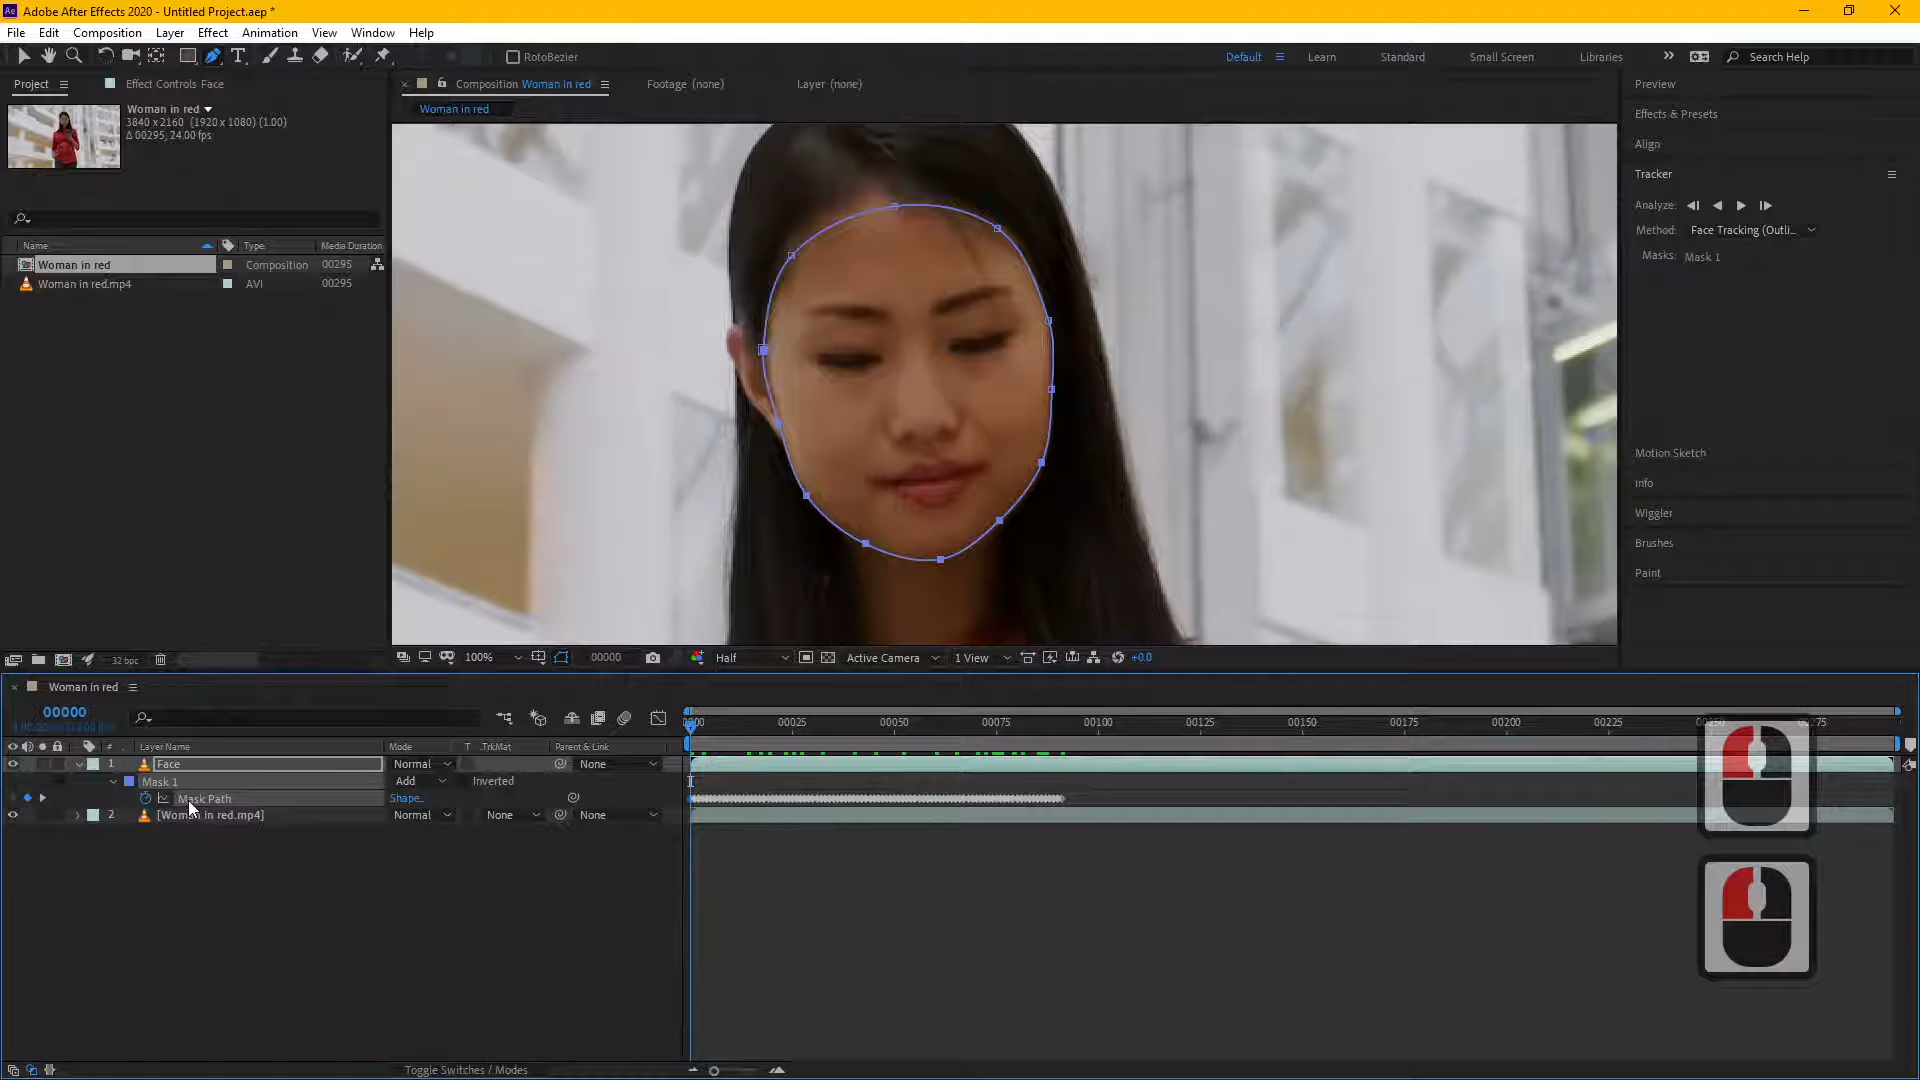 Ae Adobe After Effects 2020 - Untitled Project.aep *
File Edit Composition Layer Effect Animation View Window Help
RotoBezier
Default Learn Standard Small Screen Libraries Search Help
Project Effect Controls Face
Composition Woman in red Footage (none) Layer (none)
Woman in red
Woman in red
3840 x 2160 (1920 x 1080) (1.00)
Δ 00295, 24.00 fps
Name Type Media Duration
Woman in red Composition 00295
Woman in red.mp4 AVI 00295
Preview
Effects & Presets
Align
Tracker
Analyze:
Method: Face Tracking (Outli...
Masks: Mask 1
Motion Sketch
Info
Wiggler
Brushes
Paint
32 bpc
100% 00000 Half Active Camera 1 View +0.0
Woman in red
00000
00025 00050 00075 00100 00125 00150 00175 00200 00225
# Layer Name Mode T .TrkMat Parent & Link
1 Face Normal None
Mask 1 Add Inverted
Mask Path Shape...
2 [Woman in red.mp4] Normal None None
Toggle Switches / Modes